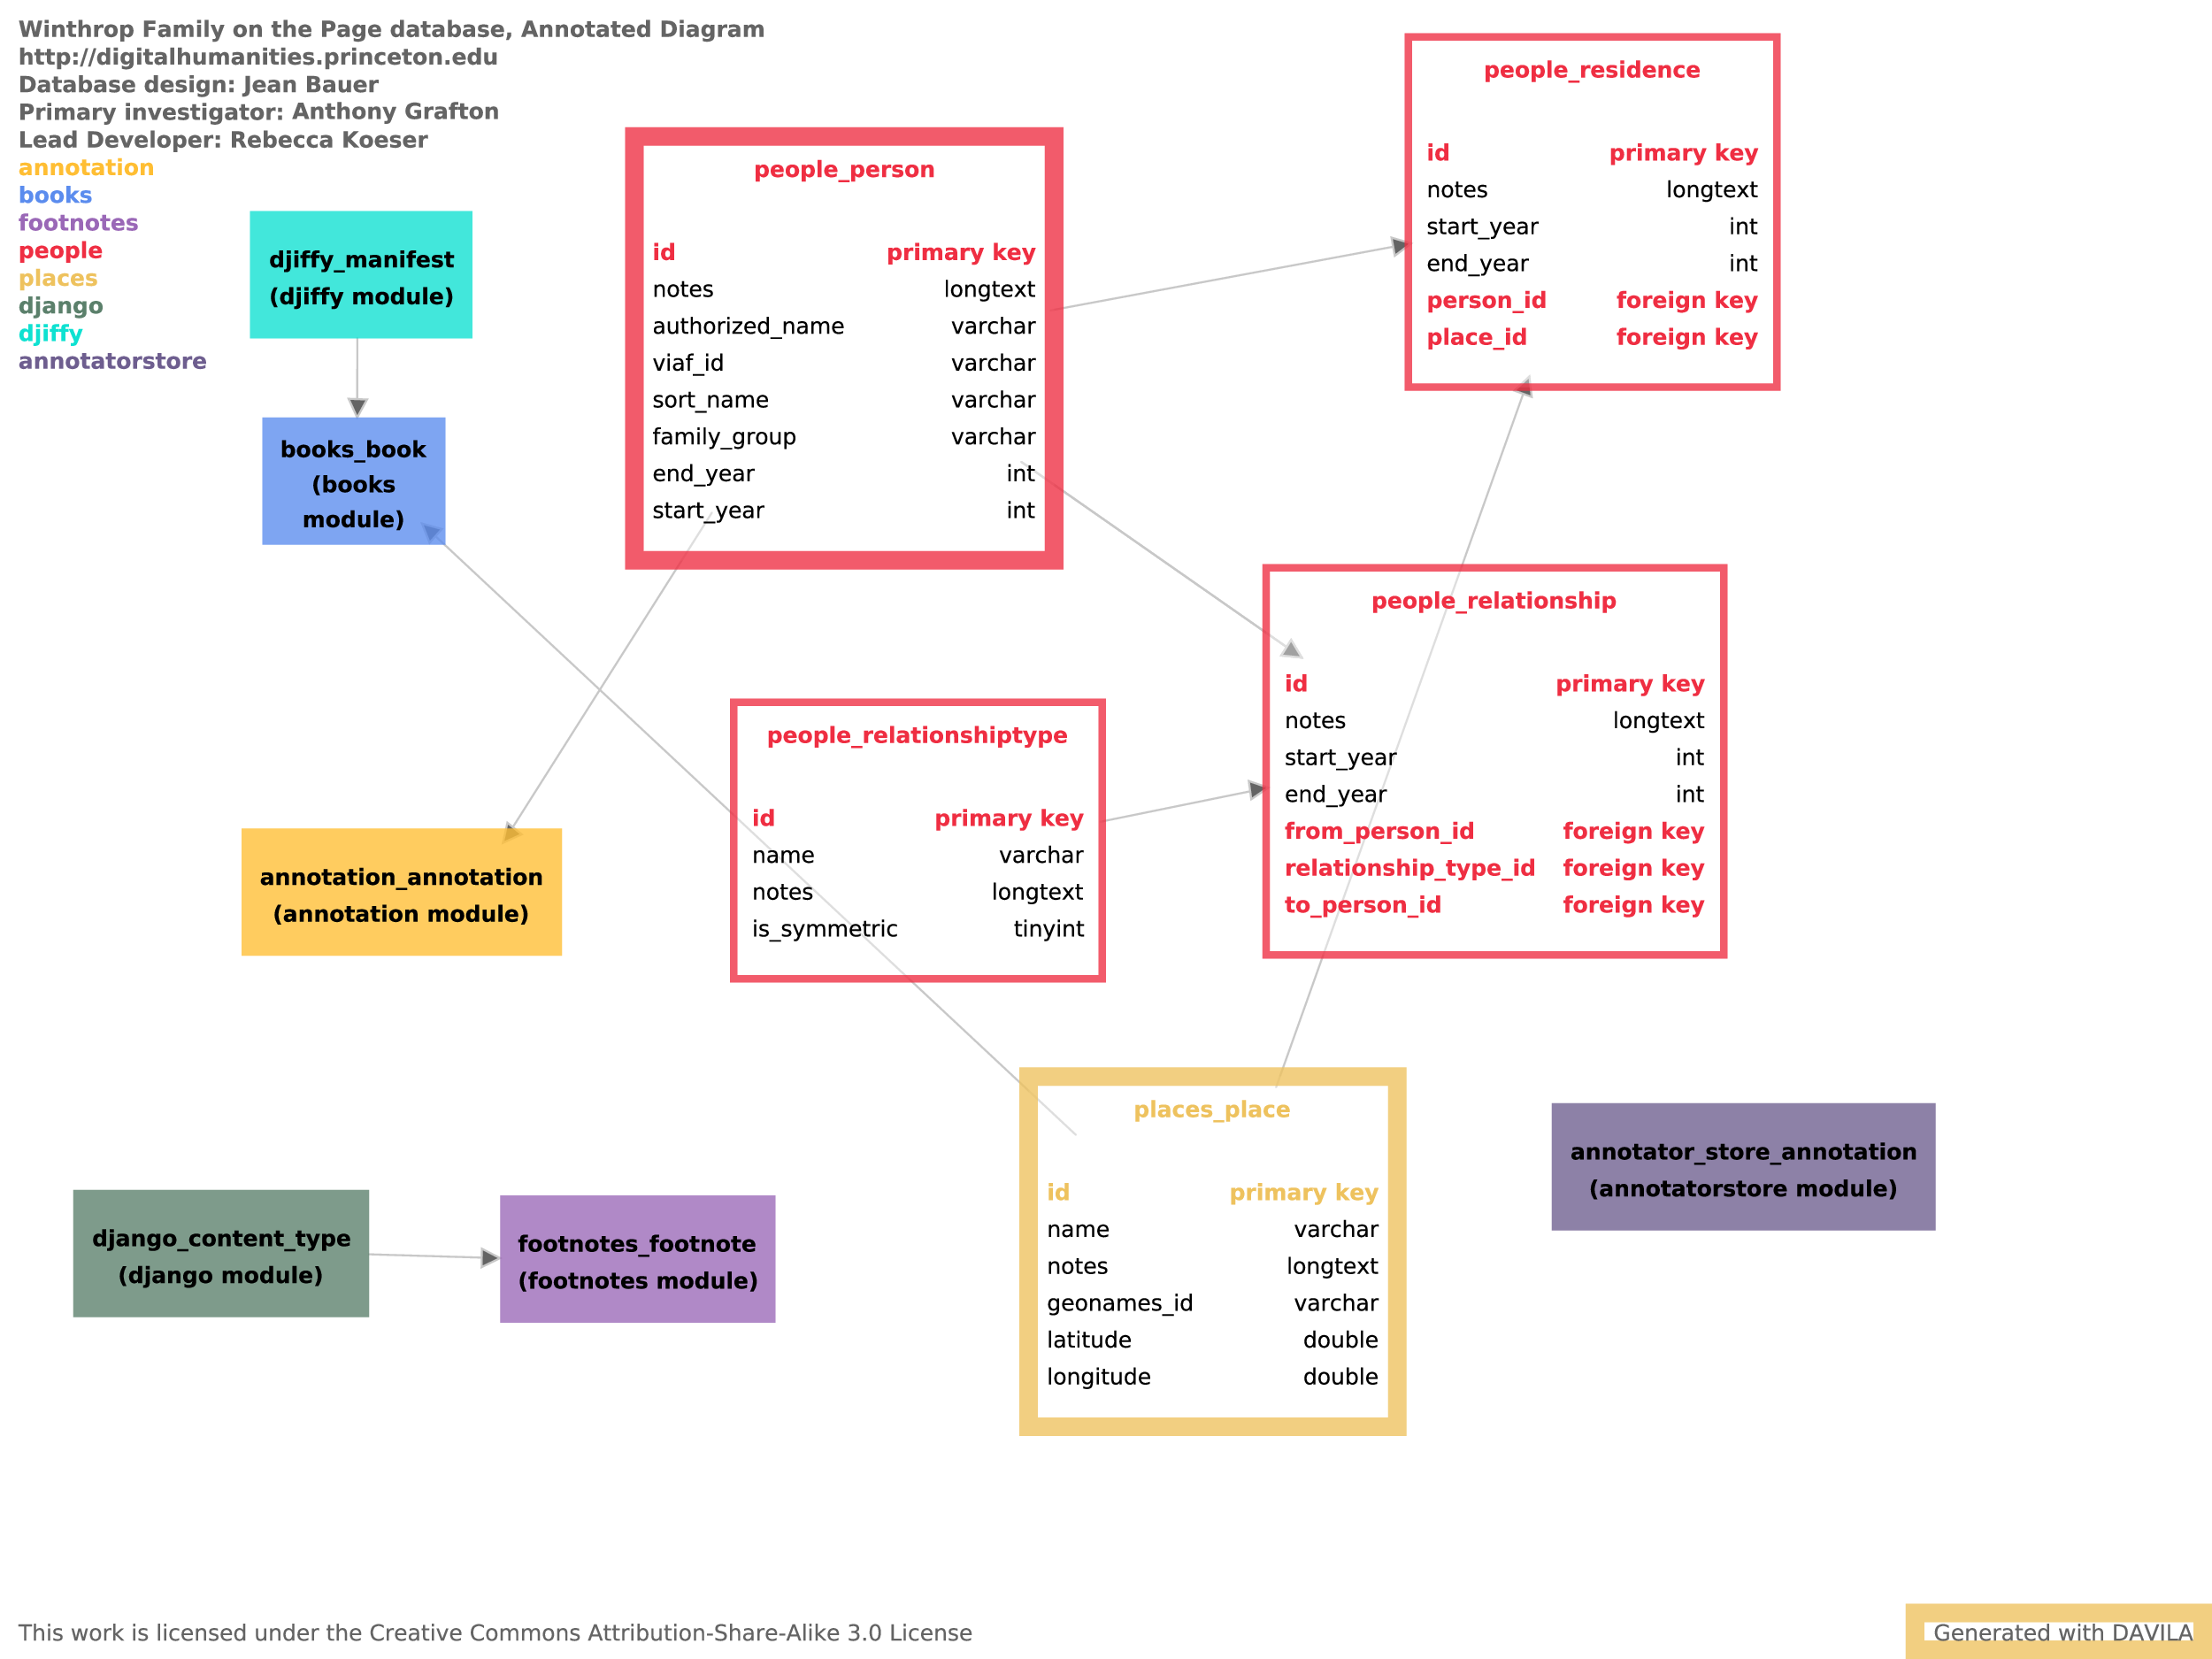 Winthrop Family on the Page database, Annotated Diagram
http://digitalhumanities.princeton.edu
Database design: Jean Bauer
Primary investigator: Anthony Grafton
Lead Developer: Rebecca Koeser
annotation
books
footnotes
people
places
django
djiffy
annotatorstore
djiffy_manifest
(djiffy module)
books_book
(books
module)
people_person
id primary key
notes longtext
authorized_name varchar
viaf_id varchar
sort_name varchar
family_group varchar
end_year int
start_year int
people_residence
id primary key
notes longtext
start_year int
end_year int
person_id foreign key
place_id foreign key
people_relationship
id primary key
notes longtext
start_year int
end_year int
from_person_id foreign key
relationship_type_id foreign key
to_person_id foreign key
people_relationshiptype
id primary key
name varchar
notes longtext
is_symmetric tinyint
annotation_annotation
(annotation module)
places_place
id primary key
name varchar
notes longtext
geonames_id varchar
latitude double
longitude double
annotator_store_annotation
(annotatorstore module)
django_content_type
(django module)
footnotes_footnote
(footnotes module)
This work is licensed under the Creative Commons Attribution-Share-Alike 3.0 License
Generated with DAVILA